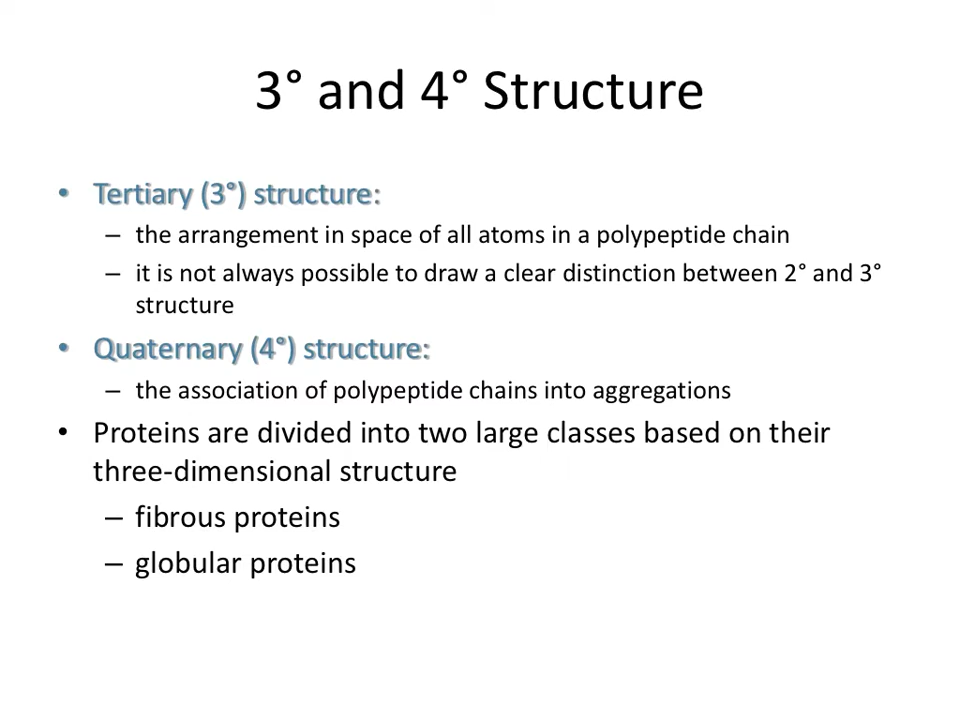 3° and 4° Structure
• Tertiary (3°) structure:
– the arrangement in space of all atoms in a polypeptide chain
– it is not always possible to draw a clear distinction between 2° and 3°
structure
• Quaternary (4°) structure:
– the association of polypeptide chains into aggregations
• Proteins are divided into two large classes based on their
three-dimensional structure
– fibrous proteins
– globular proteins